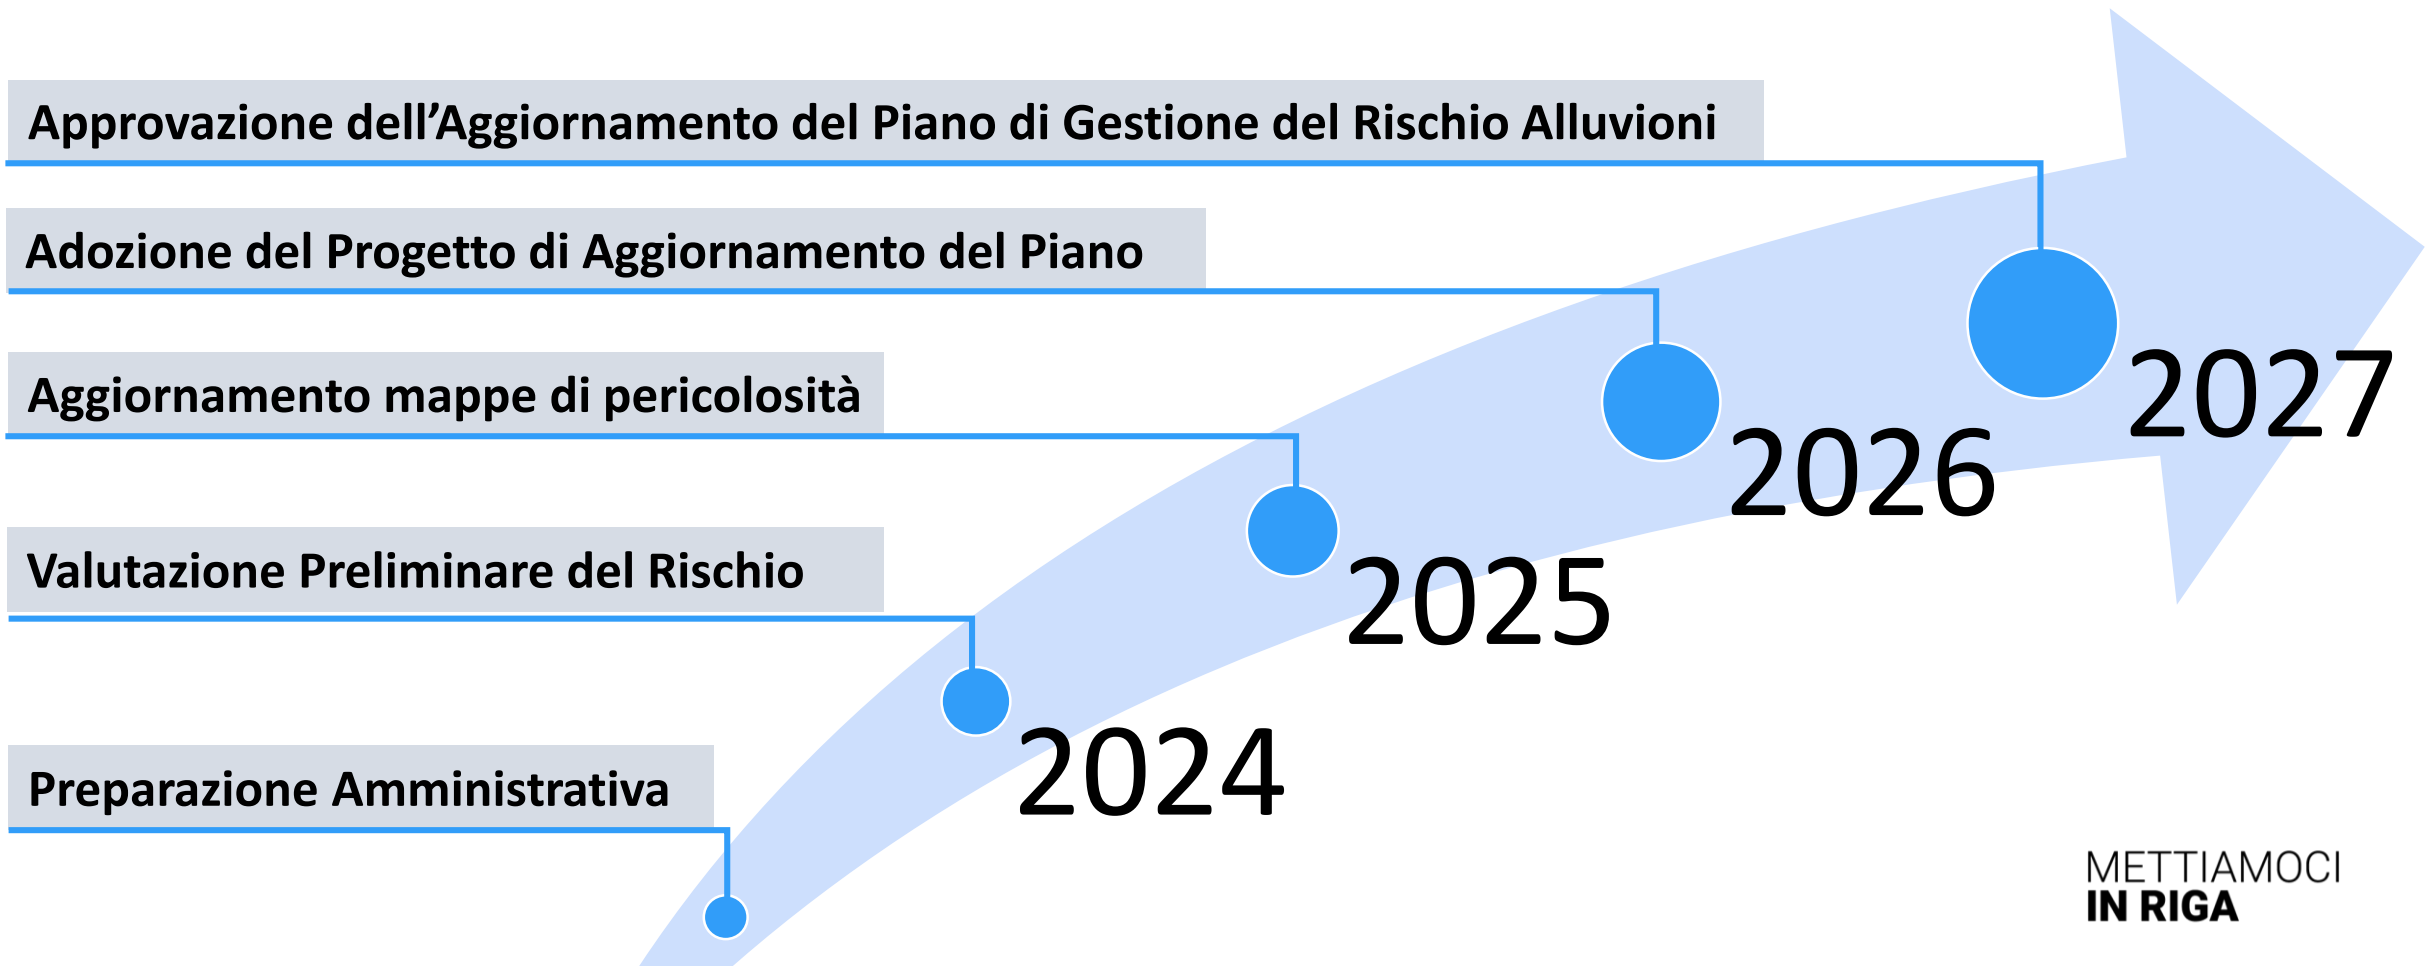 Approvazione dell’Aggiornamento del Piano di Gestione del Rischio Alluvioni
Adozione del Progetto di Aggiornamento del Piano
2027
Aggiornamento mappe di pericolosità
2026
Valutazione Preliminare del Rischio
2025
2024
Preparazione Amministrativa
METTIAMOCI
IN RIGA